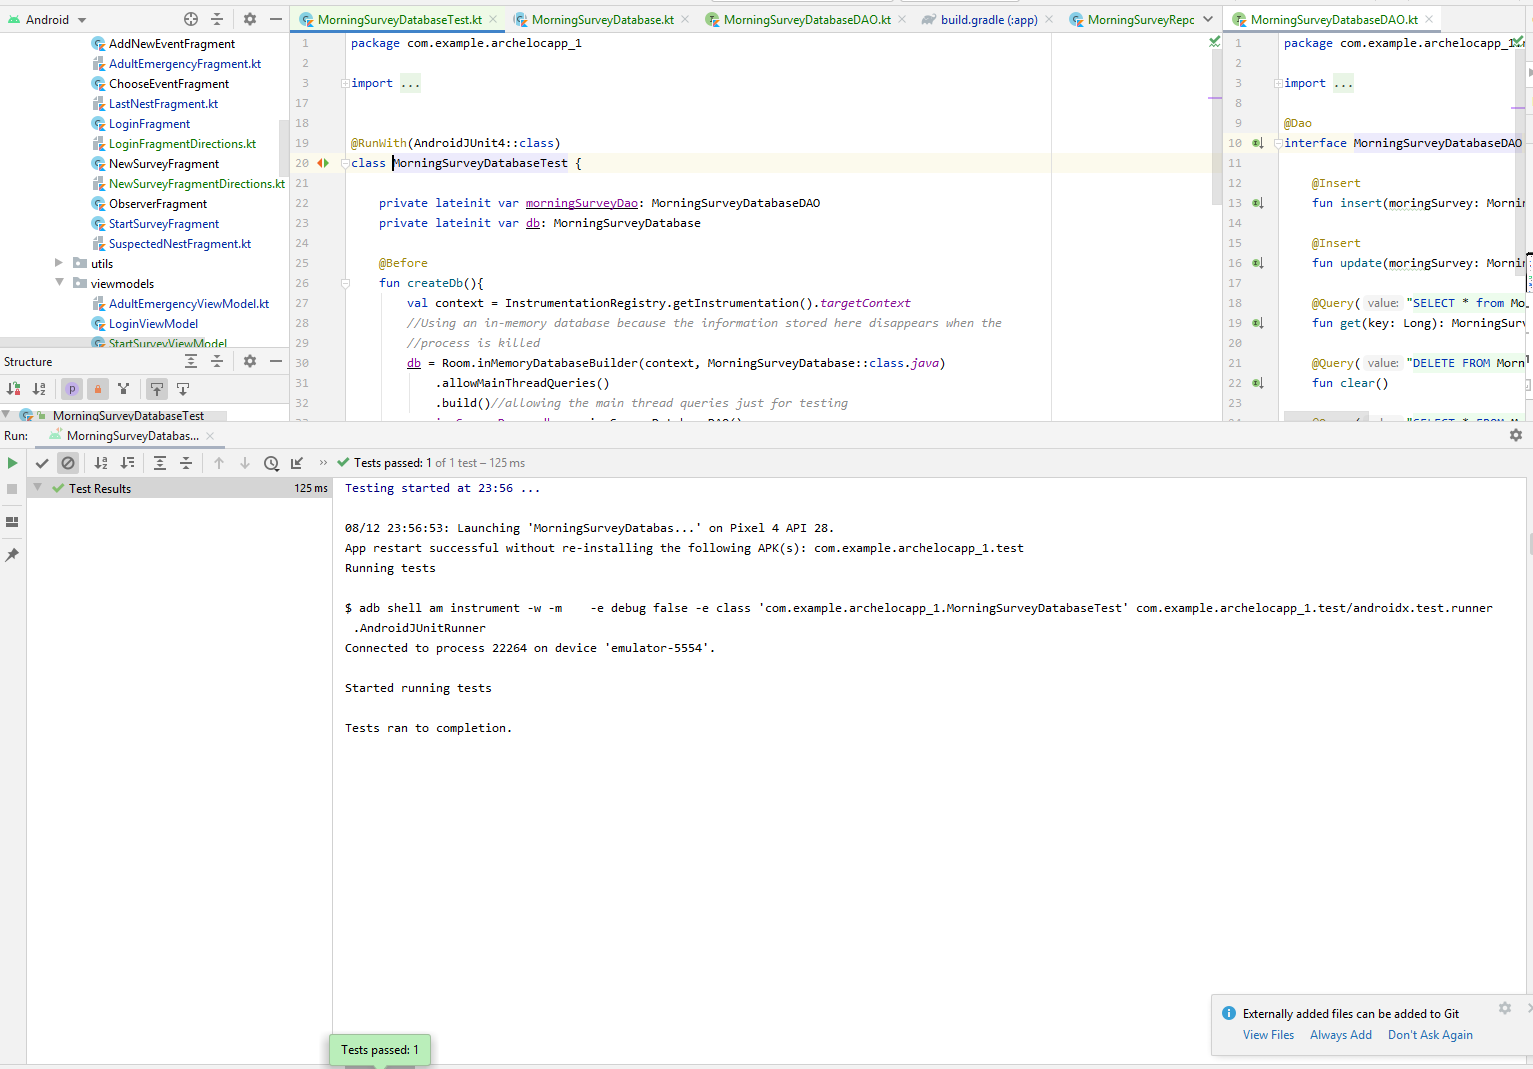 Android
AddNewEventFragment
AdultEmergencyFragment.kt
ChooseEventFragment
LastNestFragment.kt
LoginFragment
LoginFragmentDirections.kt
NewSurveyFragment
NewSurveyFragmentDirections.kt
ObserverFragment
StartSurveyFragment
SuspectedNestFragment.kt
utils
viewmodels
AdultEmergencyViewModel.kt
LoginViewModel
StartSurveyViewModel
Structure
MorningSurveyDatabaseTest
MorningSurveyDatabaseTest.kt
MorningSurveyDatabase.kt
MorningSurveyDatabaseDAO.kt
build.gradle (:app)
MorningSurveyRepc
1 package com.example.archelocapp_1
2
3 import ...
17
18
19 @RunWith(AndroidJUnit4::class)
20 class MorningSurveyDatabaseTest {
21
22 private lateinit var morningSurveyDao: MorningSurveyDatabaseDAO
23 private lateinit var db: MorningSurveyDatabase
24
25 @Before
26 fun createDb(){
27 val context = InstrumentationRegistry.getInstrumentation().targetContext
28 //Using an in-memory database because the information stored here disappears when the
29 //process is killed
30 db = Room.inMemoryDatabaseBuilder(context, MorningSurveyDatabase::class.java)
31 .allowMainThreadQueries()
32 .build()//allowing the main thread queries just for testing
MorningSurveyDatabaseDAO.kt
1 package com.example.archelocapp_1
2
3 import ...
8
9 @Dao
10 interface MorningSurveyDatabaseDAO
11
12 @Insert
13 fun insert(moringSurvey: Mornin
14
15 @Insert
16 fun update(moringSurvey: Mornin
17
18 @Query( value: "SELECT * from Mo
19 fun get(key: Long): MorningSurv
20
21 @Query( value: "DELETE FROM Morn
22 fun clear()
23
Run: MorningSurveyDatabas...
Tests passed: 1 of 1 test – 125 ms
Test Results 125 ms
Testing started at 23:56 ...
08/12 23:56:53: Launching 'MorningSurveyDatabas...' on Pixel 4 API 28.
App restart successful without re-installing the following APK(s): com.example.archelocapp_1.test
Running tests
$ adb shell am instrument -w -m    -e debug false -e class 'com.example.archelocapp_1.MorningSurveyDatabaseTest' com.example.archelocapp_1.test/androidx.test.runner
.AndroidJUnitRunner
Connected to process 22264 on device 'emulator-5554'.
Started running tests
Tests ran to completion.
Externally added files can be added to Git
View Files Always Add Don't Ask Again
Tests passed: 1